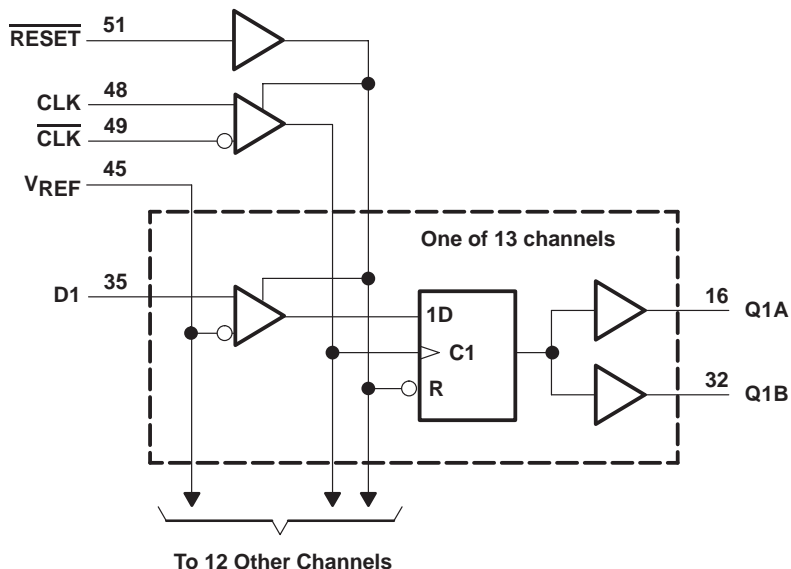 RESET 51
CLK 48
CLK 49
VREF 45
One of 13 channels
D1 35
1D
C1
R
16 Q1A
32 Q1B
To 12 Other Channels